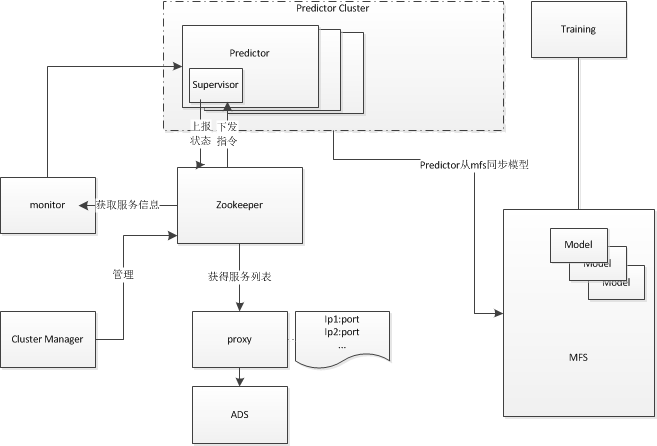 Predictor Cluster
Training
Predictor
Supervisor
上报
状态
下发
指令
Predictor从mfs同步模型
monitor
获取服务信息
Zookeeper
Model
Model
Model
管理
获得服务列表
Cluster Manager
proxy
Ip1:port
Ip2:port
...
MFS
ADS